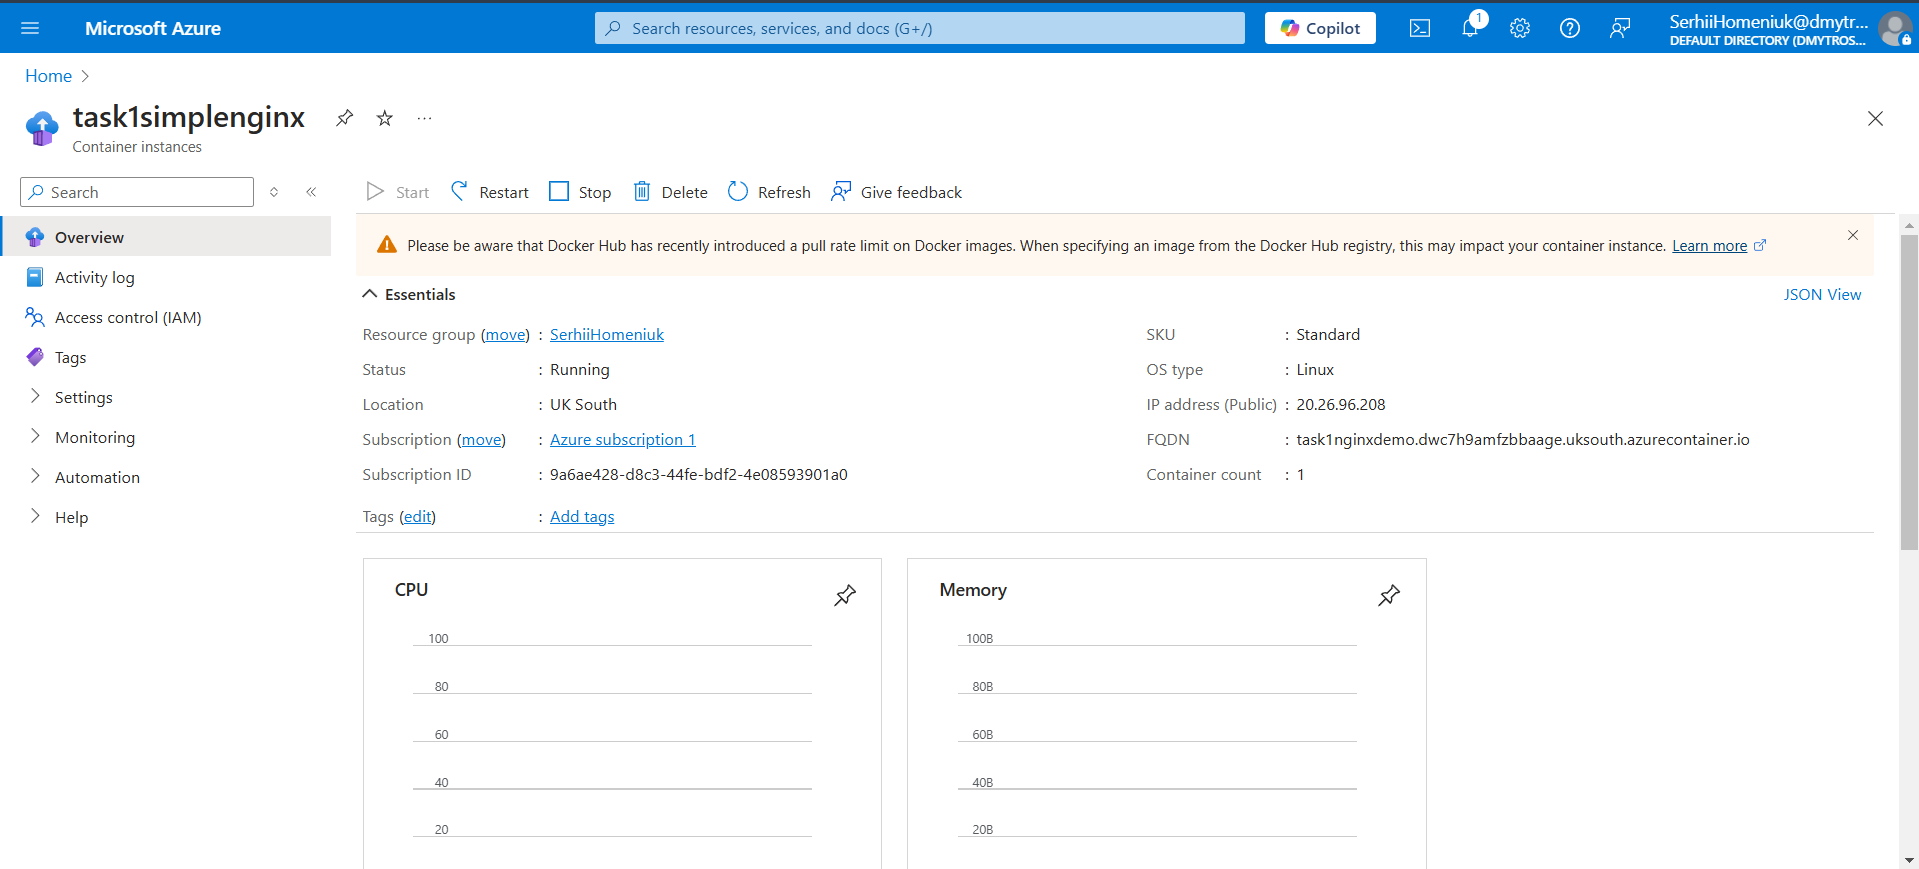 Microsoft Azure
Search resources, services, and docs (G+/)
Copilot
1
SerhiiHomeniuk@dmytr...
DEFAULT DIRECTORY (DMYTROS...
Home
task1simplenginx
Container instances
Search
Start
Restart
Stop
Delete
Refresh
Give feedback
Overview
Activity log
Access control (IAM)
Tags
Settings
Monitoring
Automation
Help
Please be aware that Docker Hub has recently introduced a pull rate limit on Docker images. When specifying an image from the Docker Hub registry, this may impact your container instance. Learn more
Essentials
JSON View
Resource group (move) : SerhiiHomeniuk
Status : Running
Location : UK South
Subscription (move) : Azure subscription 1
Subscription ID : 9a6ae428-d8c3-44fe-bdf2-4e08593901a0
Tags (edit) : Add tags
SKU : Standard
OS type : Linux
IP address (Public) : 20.26.96.208
FQDN : task1nginxdemo.dwc7h9amfzbbaage.uksouth.azurecontainer.io
Container count : 1
CPU
100
80
60
40
20
Memory
100B
80B
60B
40B
20B